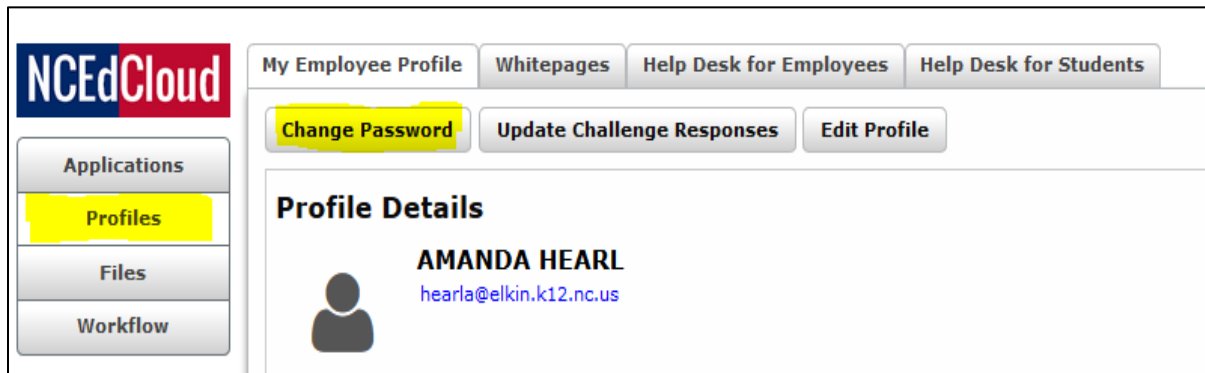 NCEdCloud
My Employee Profile Whitepages Help Desk for Employees Help Desk for Students
Change Password Update Challenge Responses Edit Profile
Applications
Profiles
Files
Workflow
Profile Details
AMANDA HEARL
hearla@elkin.k12.nc.us